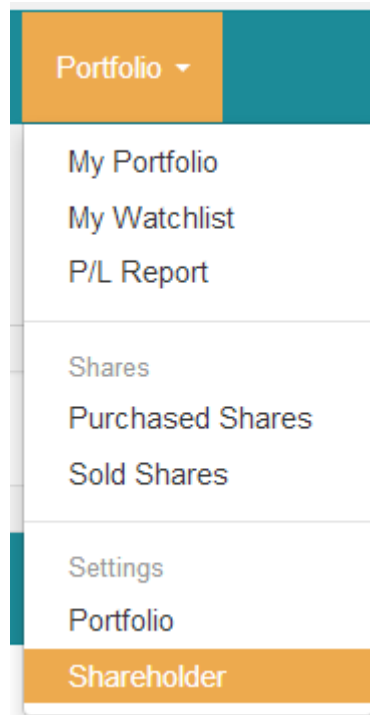 Portfolio
My Portfolio
My Watchlist
P/L Report
Shares
Purchased Shares
Sold Shares
Settings
Portfolio
Shareholder